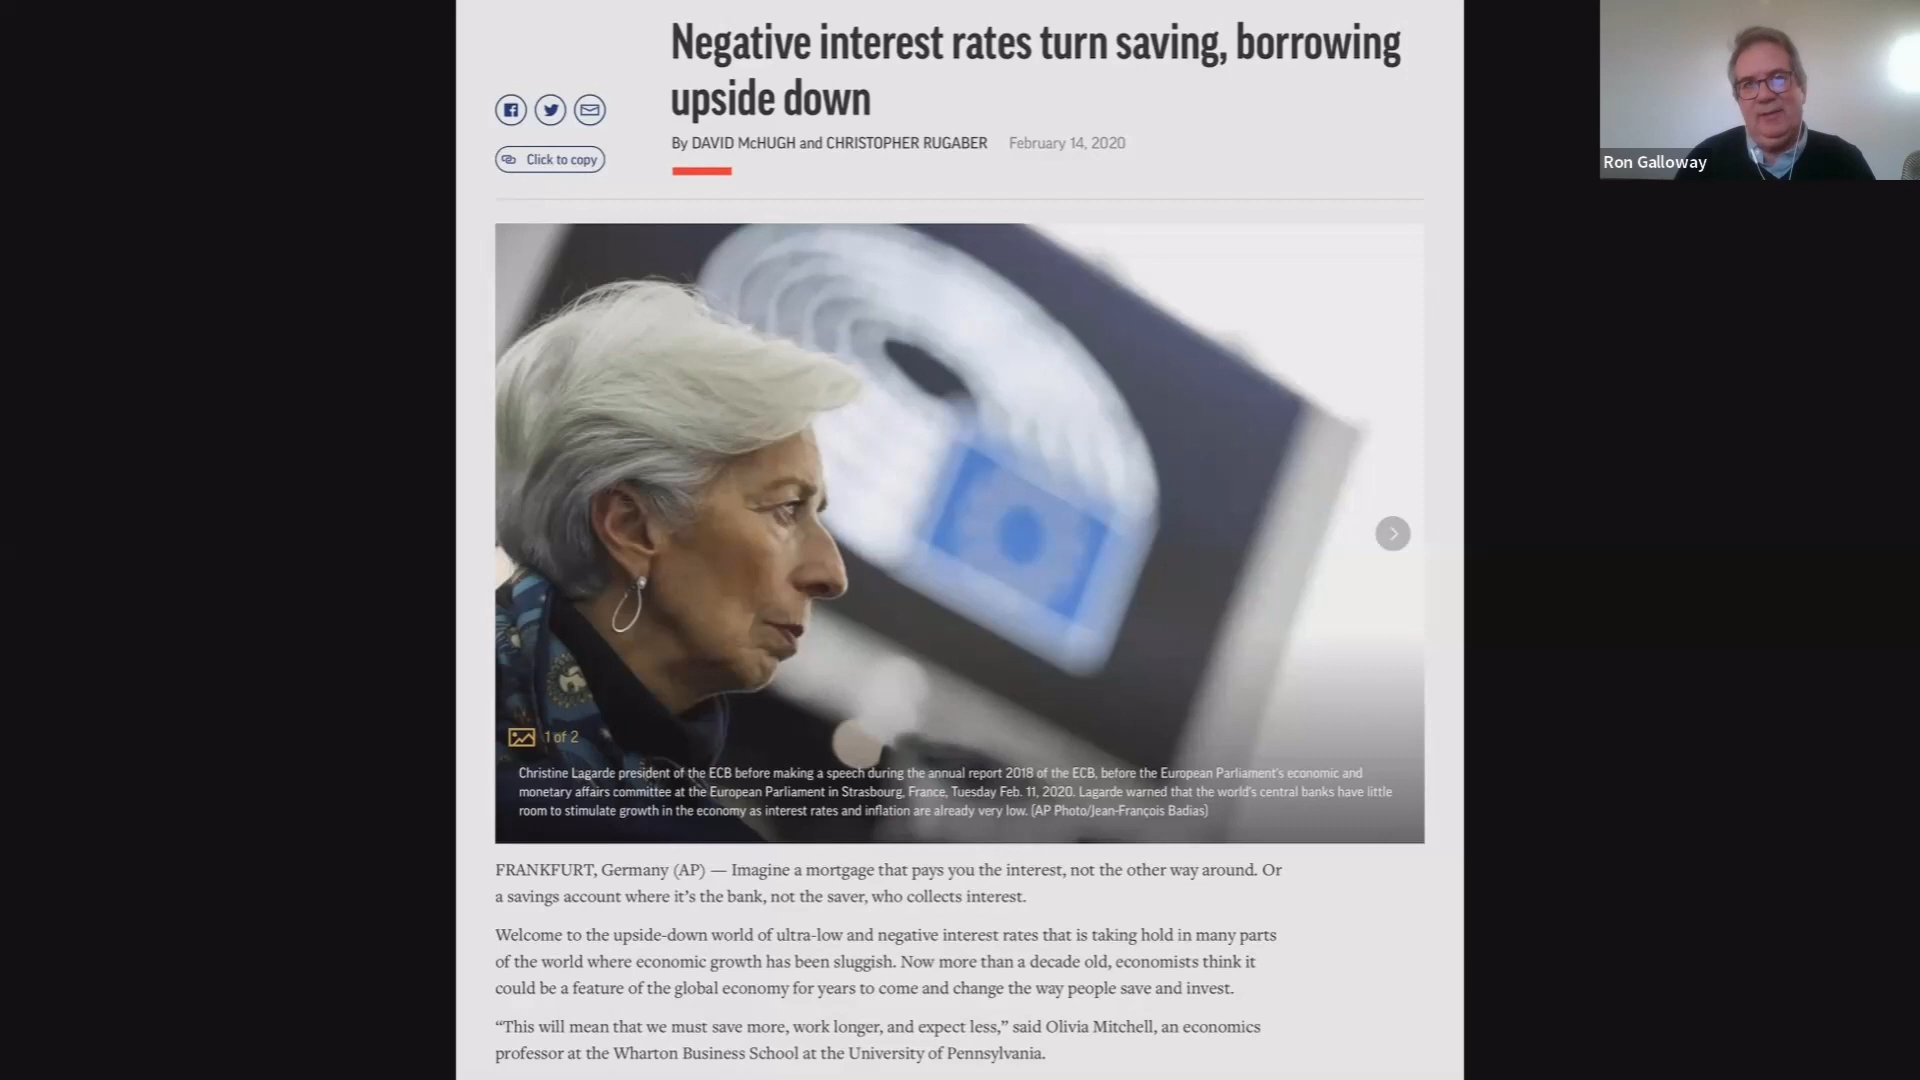 Negative interest rates turn saving, borrowing
upside down
By DAVID McHUGH and CHRISTOPHER RUGABER February 14, 2020
Click to copy
Ron Galloway
1 of 2
Christine Lagarde president of the ECB before making a speech during the annual report 2018 of the ECB, before the European Parliament's economic and
monetary affairs committee at the European Parliament in Strasbourg, France, Tuesday Feb. 11, 2020. Lagarde warned that the world's central banks have little
room to stimulate growth in the economy as interest rates and inflation are already very low. (AP Photo/Jean-François Badias)
FRANKFURT, Germany (AP) — Imagine a mortgage that pays you the interest, not the other way around. Or
a savings account where it’s the bank, not the saver, who collects interest.
Welcome to the upside-down world of ultra-low and negative interest rates that is taking hold in many parts
of the world where economic growth has been sluggish. Now more than a decade old, economists think it
could be a feature of the global economy for years to come and change the way people save and invest.
“This will mean that we must save more, work longer, and expect less,” said Olivia Mitchell, an economics
professor at the Wharton Business School at the University of Pennsylvania.